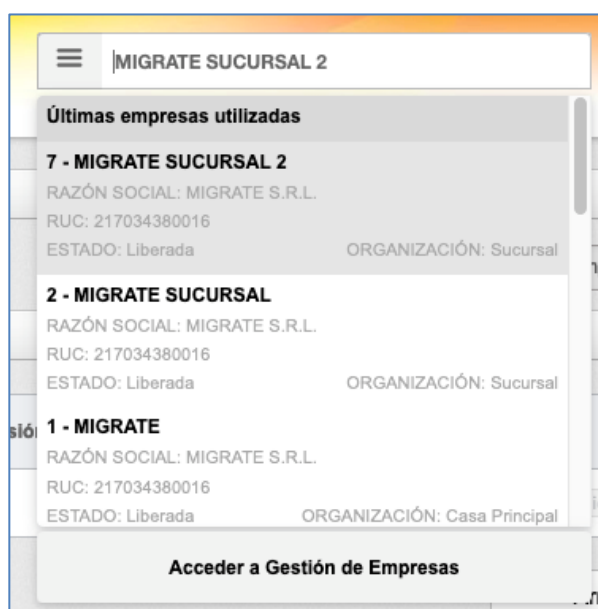 MIGRATE SUCURSAL 2
Últimas empresas utilizadas
7 - MIGRATE SUCURSAL 2
RAZÓN SOCIAL: MIGRATE S.R.L.
RUC: 217034380016
ESTADO: Liberada ORGANIZACIÓN: Sucursal
2 - MIGRATE SUCURSAL
RAZÓN SOCIAL: MIGRATE S.R.L.
RUC: 217034380016
ESTADO: Liberada ORGANIZACIÓN: Sucursal
1 - MIGRATE
RAZÓN SOCIAL: MIGRATE S.R.L.
RUC: 217034380016
ESTADO: Liberada ORGANIZACIÓN: Casa Principal
Acceder a Gestión de Empresas